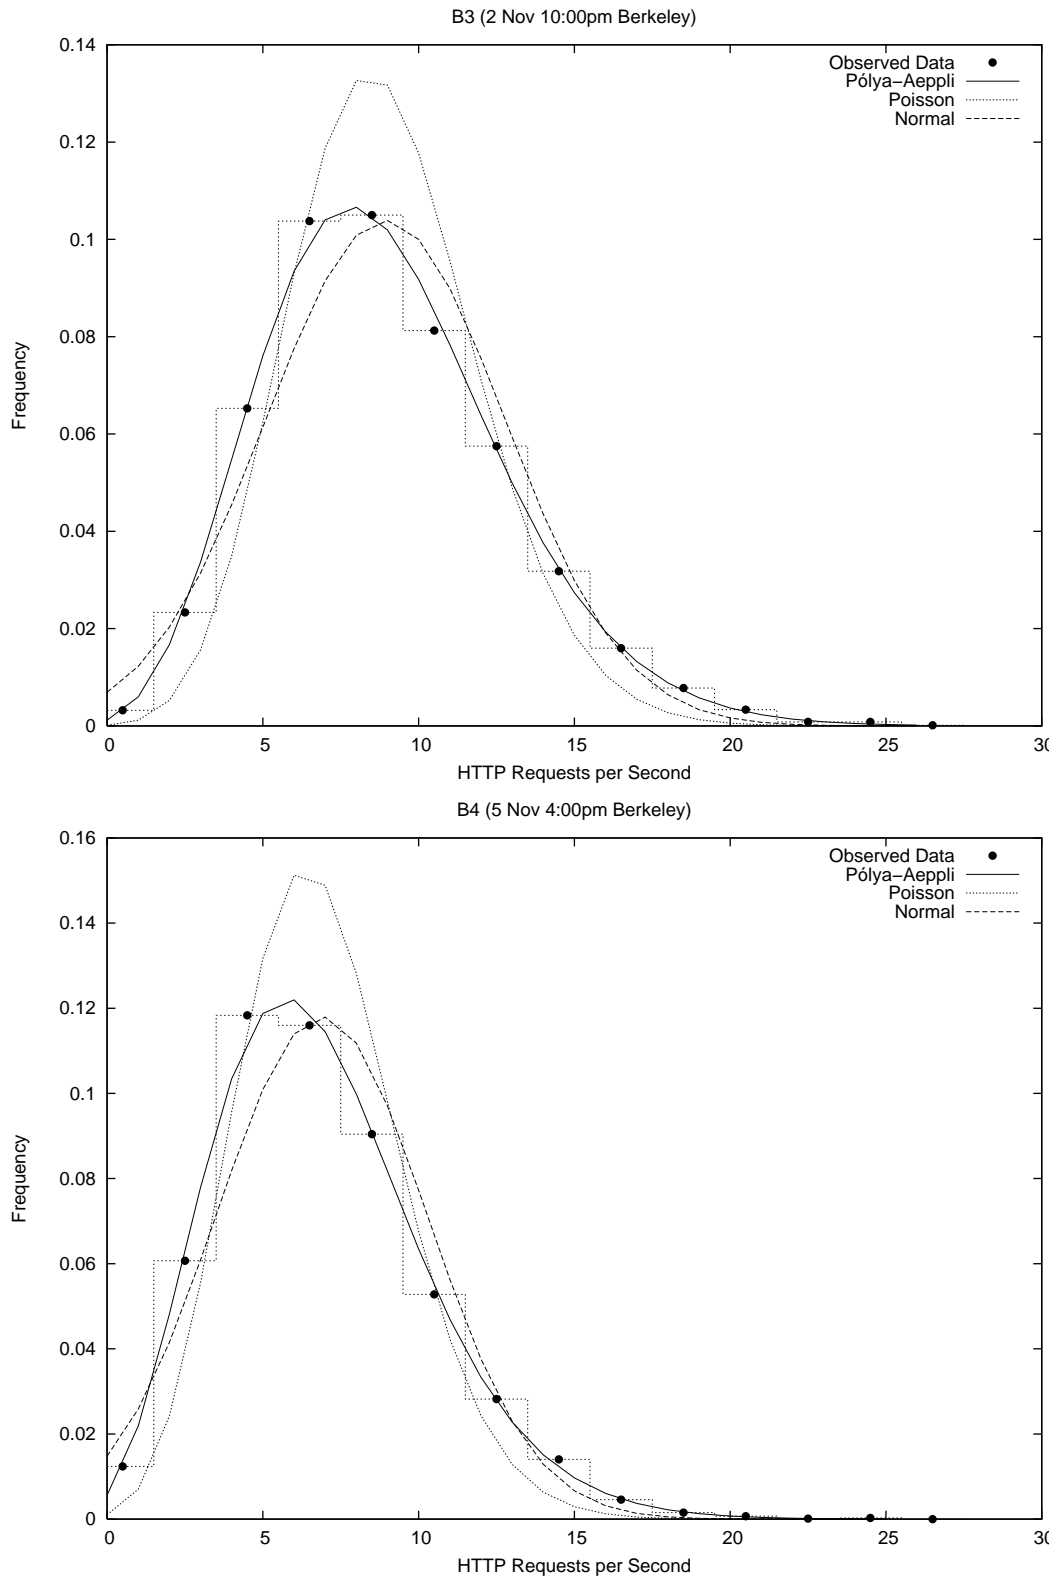 B3 (2 Nov 10:00pm Berkeley)
0.14
0.12
0.1
0.08
0.06
0.04
0.02
0
Frequency
Observed Data
Pólya−Aeppli
Poisson
Normal
0 5 10 15 20 25 30
HTTP Requests per Second
B4 (5 Nov 4:00pm Berkeley)
0.16
0.14
0.12
0.1
0.08
0.06
0.04
0.02
0
Frequency
Observed Data
Pólya−Aeppli
Poisson
Normal
0 5 10 15 20 25 30
HTTP Requests per Second